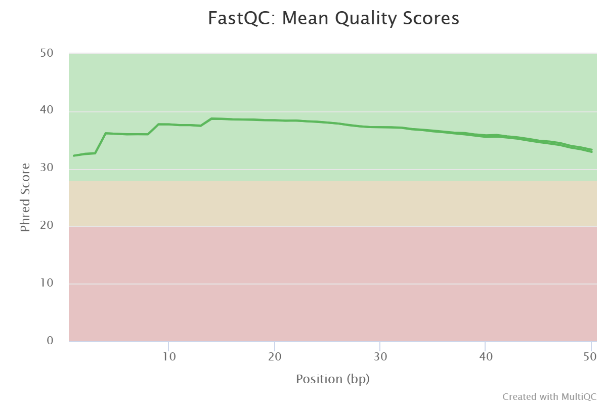 FastQC: Mean Quality Scores
50
40
30
20
10
0
Phred Score
10
20
30
40
50
Position (bp)
Created with MultiQC